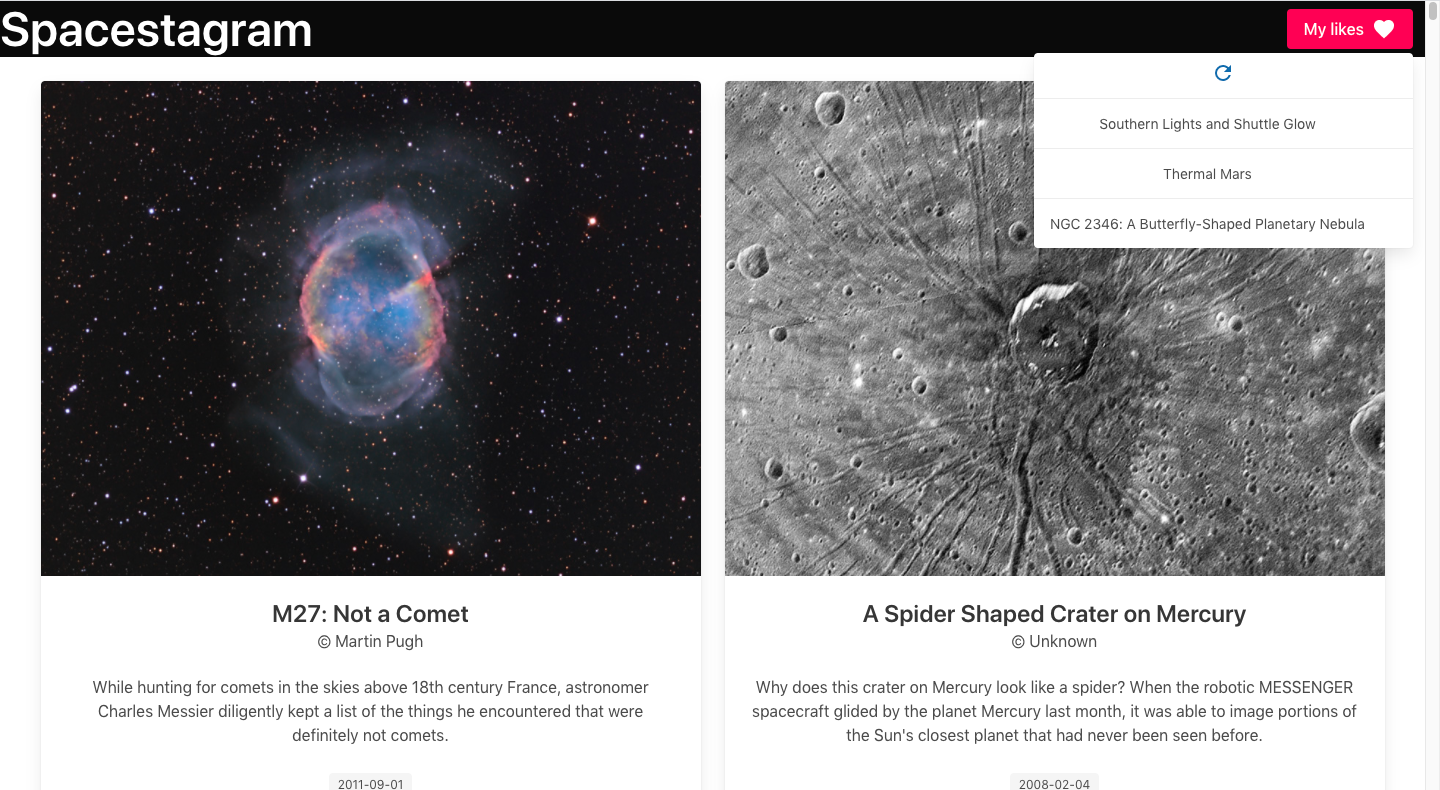 Spacestagram
My likes
Southern Lights and Shuttle Glow
Thermal Mars
NGC 2346: A Butterfly-Shaped Planetary Nebula
M27: Not a Comet
© Martin Pugh
While hunting for comets in the skies above 18th century France, astronomer
Charles Messier diligently kept a list of the things he encountered that were
definitely not comets.
2011-09-01
A Spider Shaped Crater on Mercury
© Unknown
Why does this crater on Mercury look like a spider? When the robotic MESSENGER
spacecraft glided by the planet Mercury last month, it was able to image portions of
the Sun's closest planet that had never been seen before.
2008-02-04